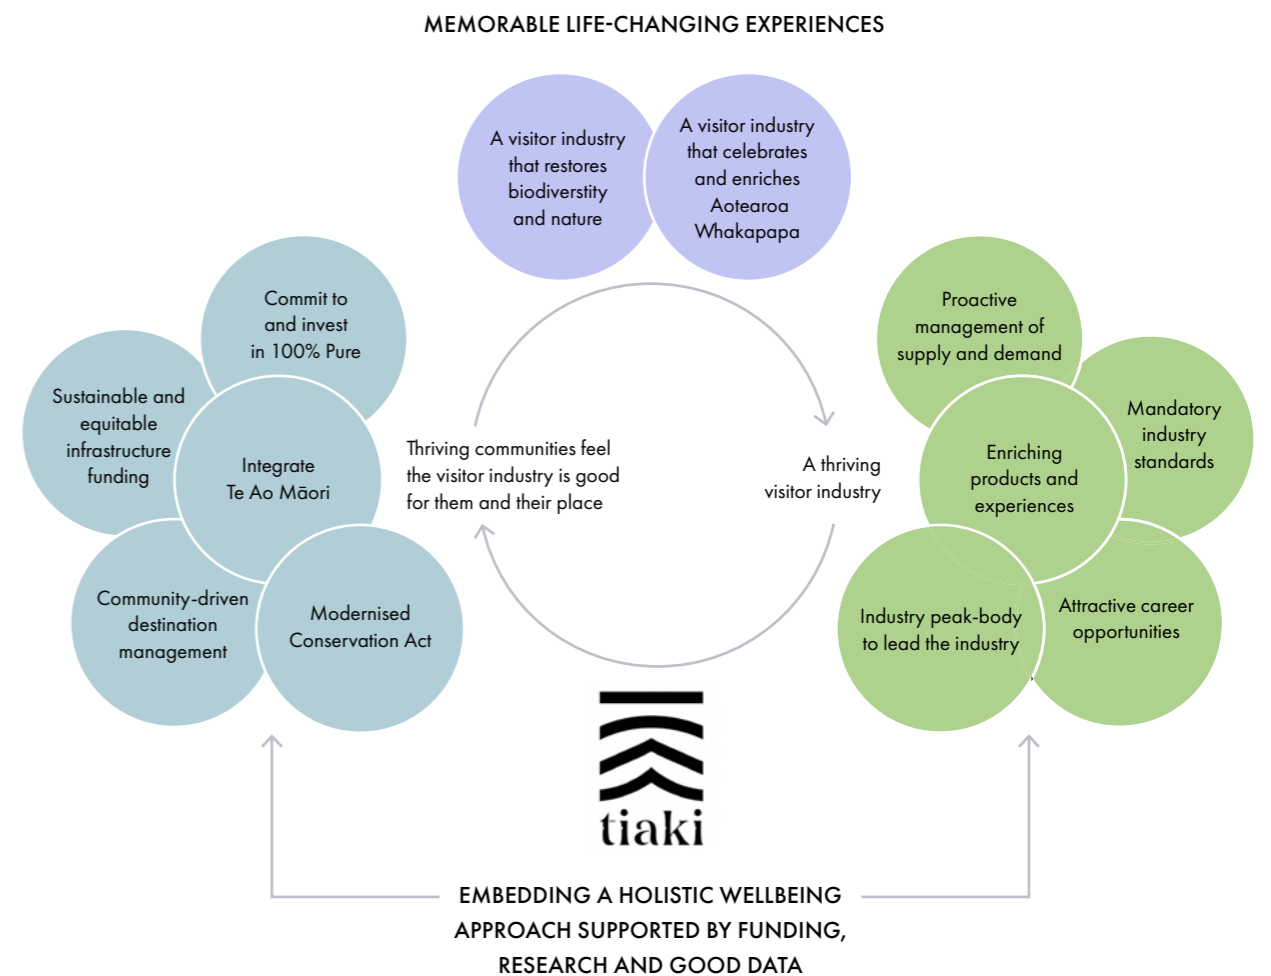 MEMORABLE LIFE-CHANGING EXPERIENCES
A visitor industry
that restores
biodiverstity
and nature
A visitor industry
that celebrates
and enriches
Aotearoa
Whakapapa
Commit to
and invest
in 100% Pure
Sustainable and
equitable
infrastructure
funding
Integrate
Te Ao Māori
Community-driven
destination
management
Modernised
Conservation Act
Thriving communities feel
the visitor industry is good
for them and their place
A thriving
visitor industry
Proactive
management of
supply and demand
Mandatory
industry
standards
Enriching
products and
experiences
Industry peak-body
to lead the industry
Attractive career
opportunities
tiaki
EMBEDDING A HOLISTIC WELLBEING
APPROACH SUPPORTED BY FUNDING,
RESEARCH AND GOOD DATA